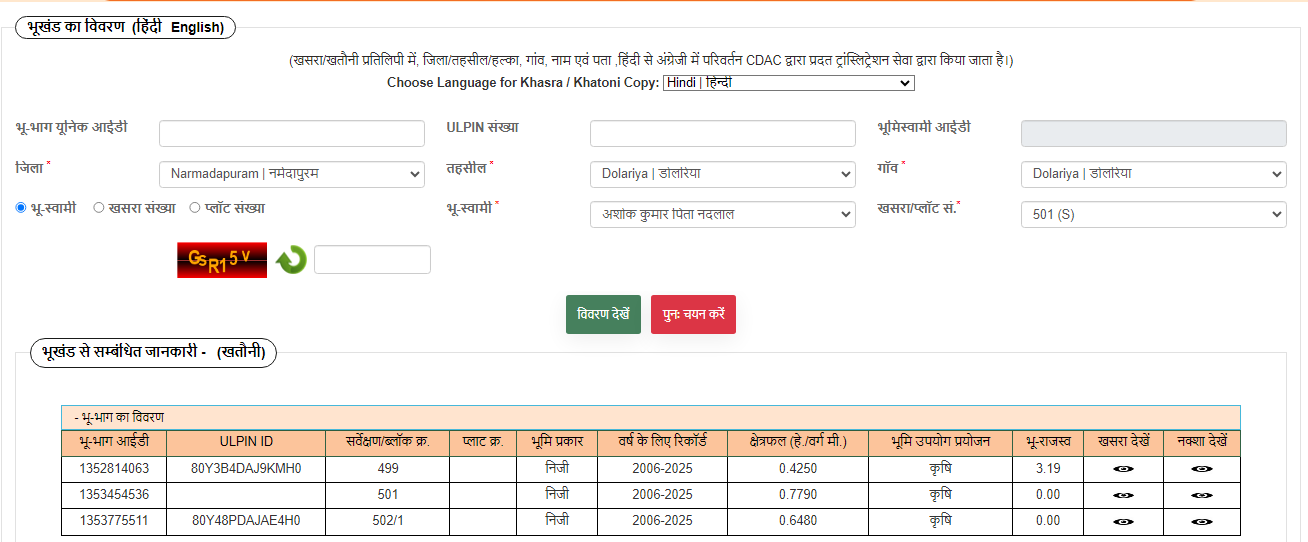 भूखंड का विवरण (हिंदी English)
(खसरा/खतौनी प्रतिलिपी में, जिला/तहसील/हल्का, गांव, नाम एवं पता ,हिंदी से अंग्रेजी में परिवर्तन CDAC द्वारा प्रदत ट्रांस्लिट्रेशन सेवा द्वारा किया जाता है।)
Choose Language for Khasra / Khatoni Copy: Hindi | हिन्दी
भू-भाग यूनिक आईडी ULPIN संख्या भूमिस्वामी आईडी
जिला * Narmadapuram | नर्मदापुरम तहसील * Dolariya | डोलरिया गॉव * Dolariya | डोलरिया
भू-स्वामी खसरा संख्या प्लॉट संख्या भू-स्वामी * अशोक कुमार पिता नंदलाल खसरा/प्लॉट सं.* 501 (S)
GsR15V
विवरण देखें पुनः चयन करें
भूखंड से सम्बंधित जानकारी - (खतौनी)
- भू-भाग का विवरण
भू-भाग आईडी ULPIN ID सर्वेक्षण/ब्लॉक क्र. प्लाट क्र. भूमि प्रकार वर्ष के लिए रिकॉर्ड क्षेत्रफल (हे./वर्ग मी.) भूमि उपयोग प्रयोजन भू-राजस्व खसरा देखें नक्शा देखें
1352814063 80Y3B4DAJ9KMH0 499 निजी 2006-2025 0.4250 कृषि 3.19
1353454536 501 निजी 2006-2025 0.7790 कृषि 0.00
1353775511 80Y48PDAJAE4H0 502/1 निजी 2006-2025 0.6480 कृषि 0.00